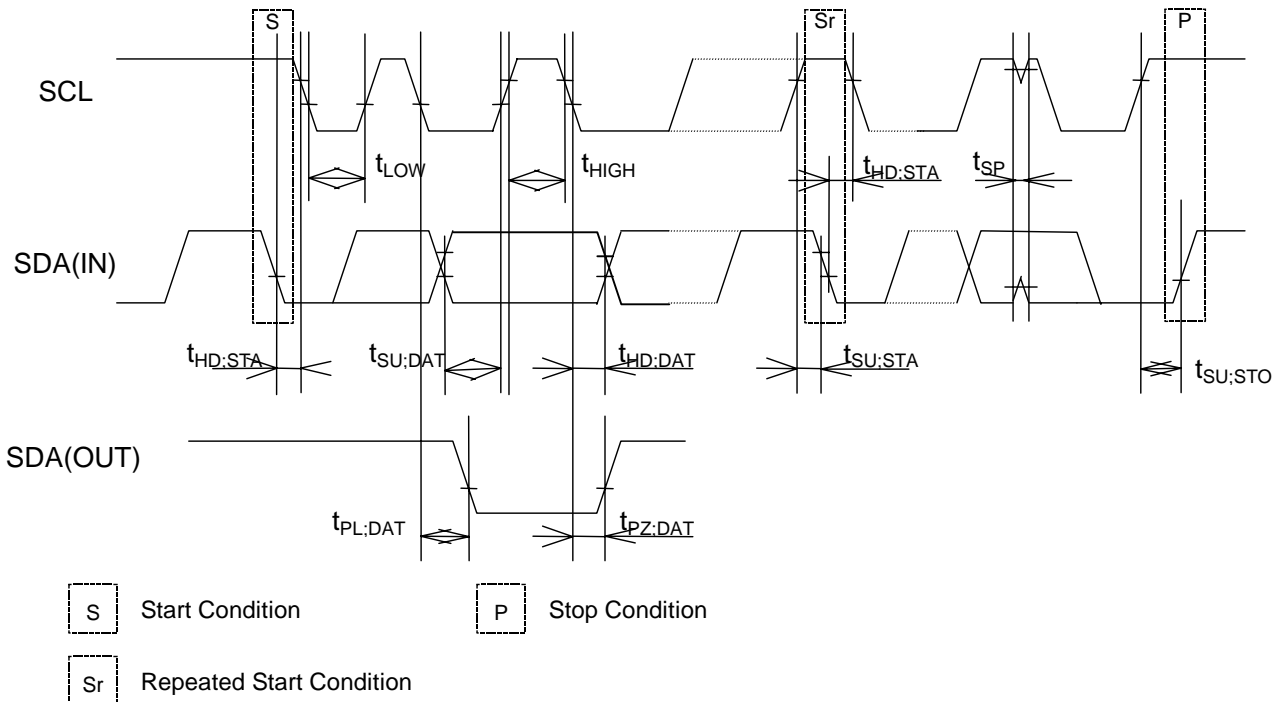 S Sr P
SCL
tLOW tHIGH tHD;STA tSP
SDA(IN)
tHD;STA tSU;DAT tHD;DAT tSU;STA tSU;STO
SDA(OUT)
tPL;DAT tPZ;DAT
S Start Condition P Stop Condition
Sr Repeated Start Condition